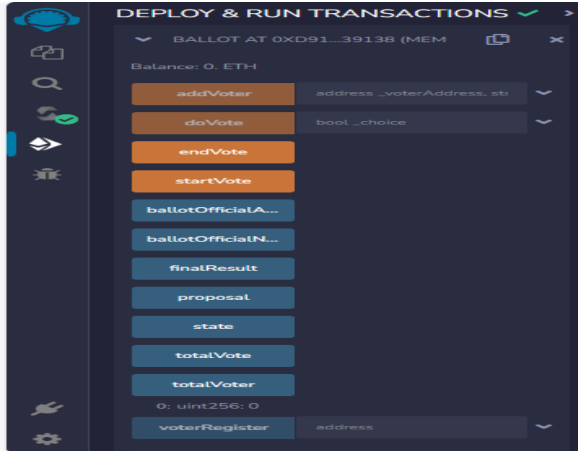 DEPLOY & RUN TRANSACTIONS
BALLOT AT 0XD91...39138 (MEM
Balance: 0. ETH
addVoter address _voterAddress, str
doVote bool _choice
endVote
startVote
ballotOfficialA...
ballotOfficialN...
finalResult
proposal
state
totalVote
totalVoter
0: uint256: 0
voterRegister address